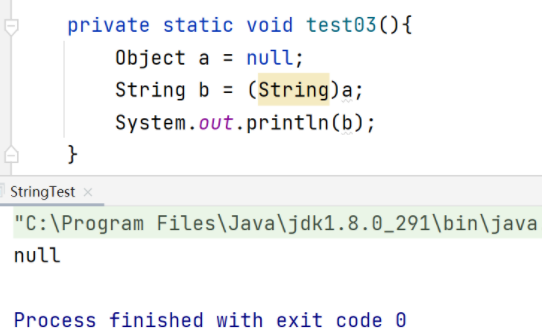 private static void test03(){
Object a = null;
String b = (String)a;
System.out.println(b);
}
StringTest ×
"C:\Program Files\Java\jdk1.8.0_291\bin\java
null
Process finished with exit code 0